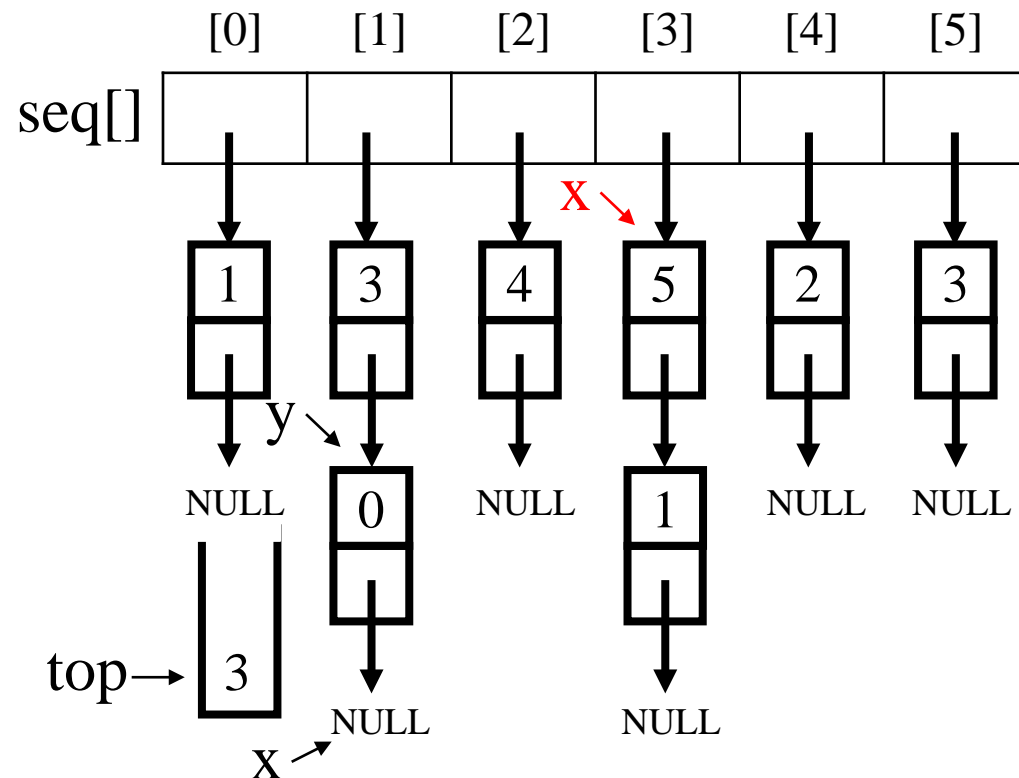 [0] [1] [2] [3] [4] [5]
seq[]
x
1 3 4 5 2 3
y
NULL 0 NULL 1 NULL NULL
top 3
NULL NULL
x